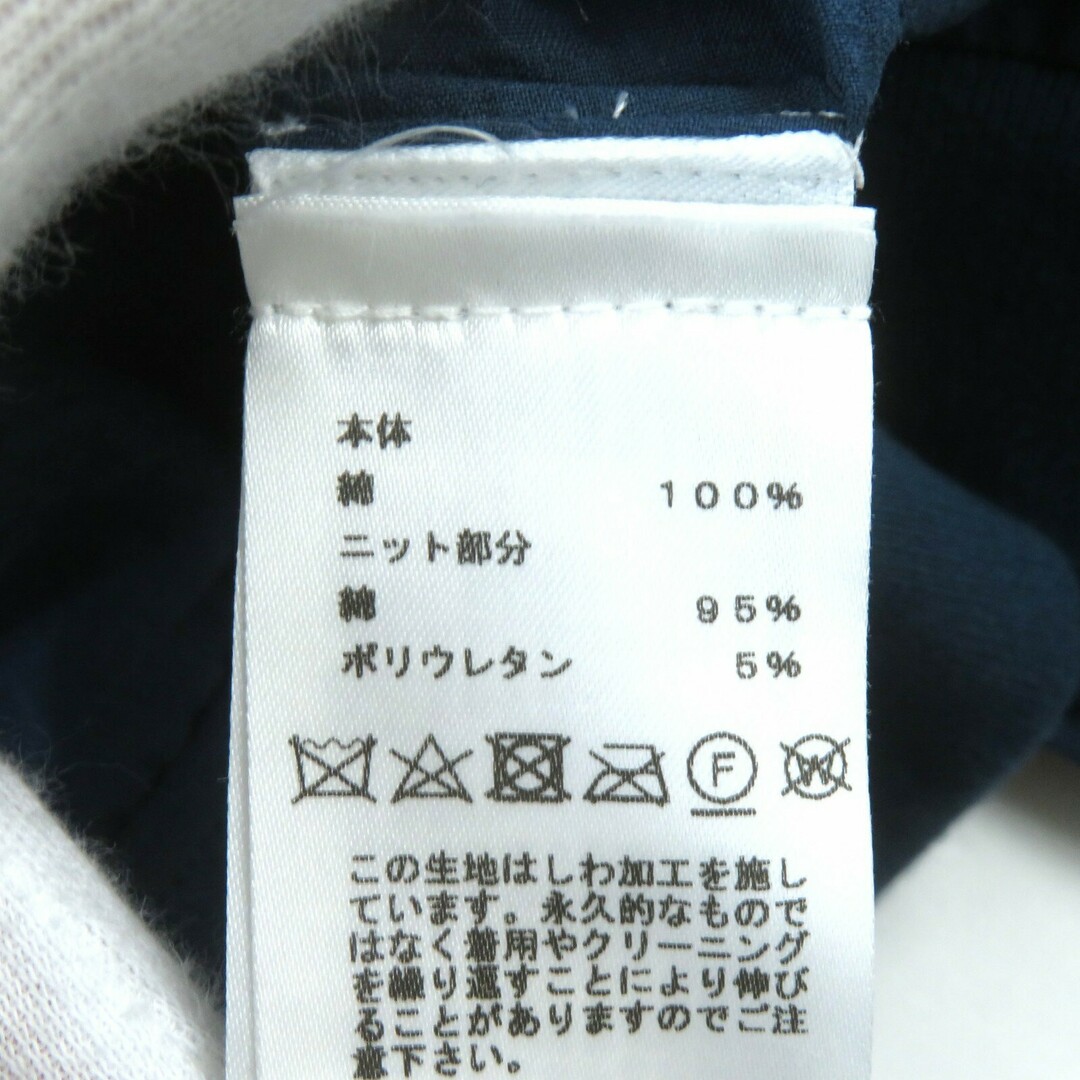 本体
綿 100%
ニット部分
綿 95%
ポリウレタン 5%
F W
この生地はしわ加工を施し
ています。永久的なもので
はなく着用やクリーニング
を繰り返すことにより伸び
ることがありますのでご注
意下さい。